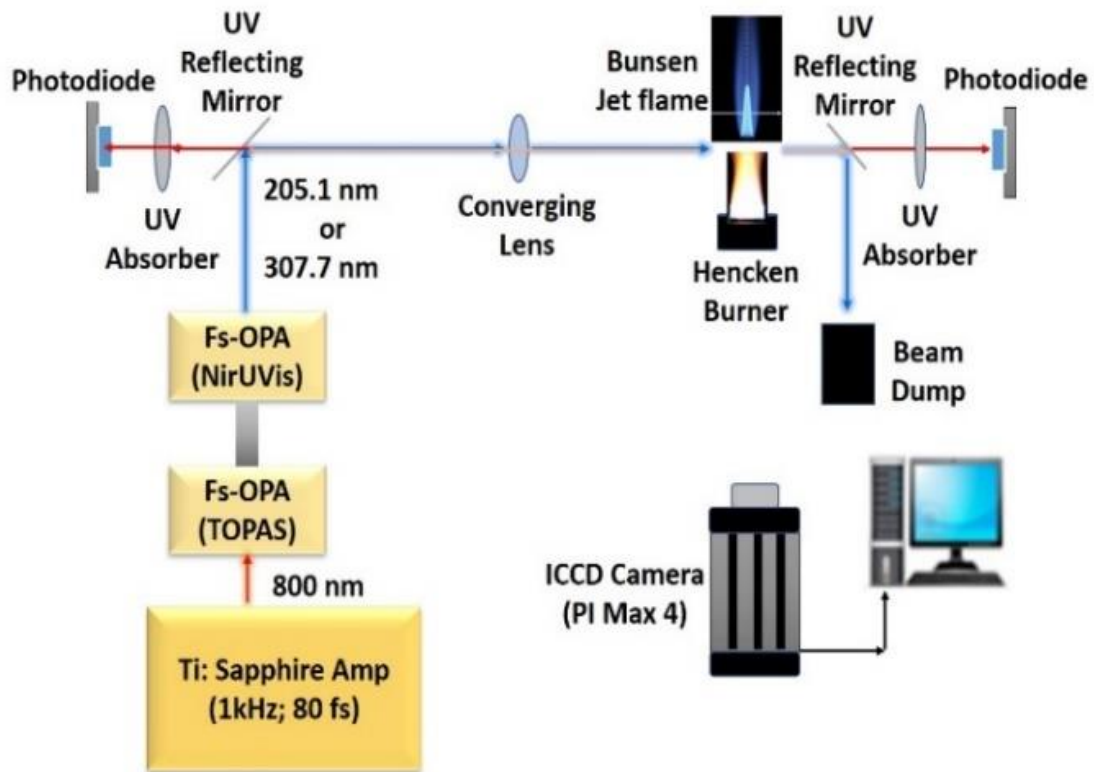 UV
Reflecting
Mirror
Photodiode
UV
Absorber
205.1 nm
or
307.7 nm
Converging
Lens
Bunsen
Jet flame
Hencken
Burner
UV
Reflecting
Mirror
Photodiode
UV
Absorber
Beam
Dump
Fs-OPA
(NirUVis)
Fs-OPA
(TOPAS)
800 nm
Ti: Sapphire Amp
(1kHz; 80 fs)
ICCD Camera
(PI Max 4)